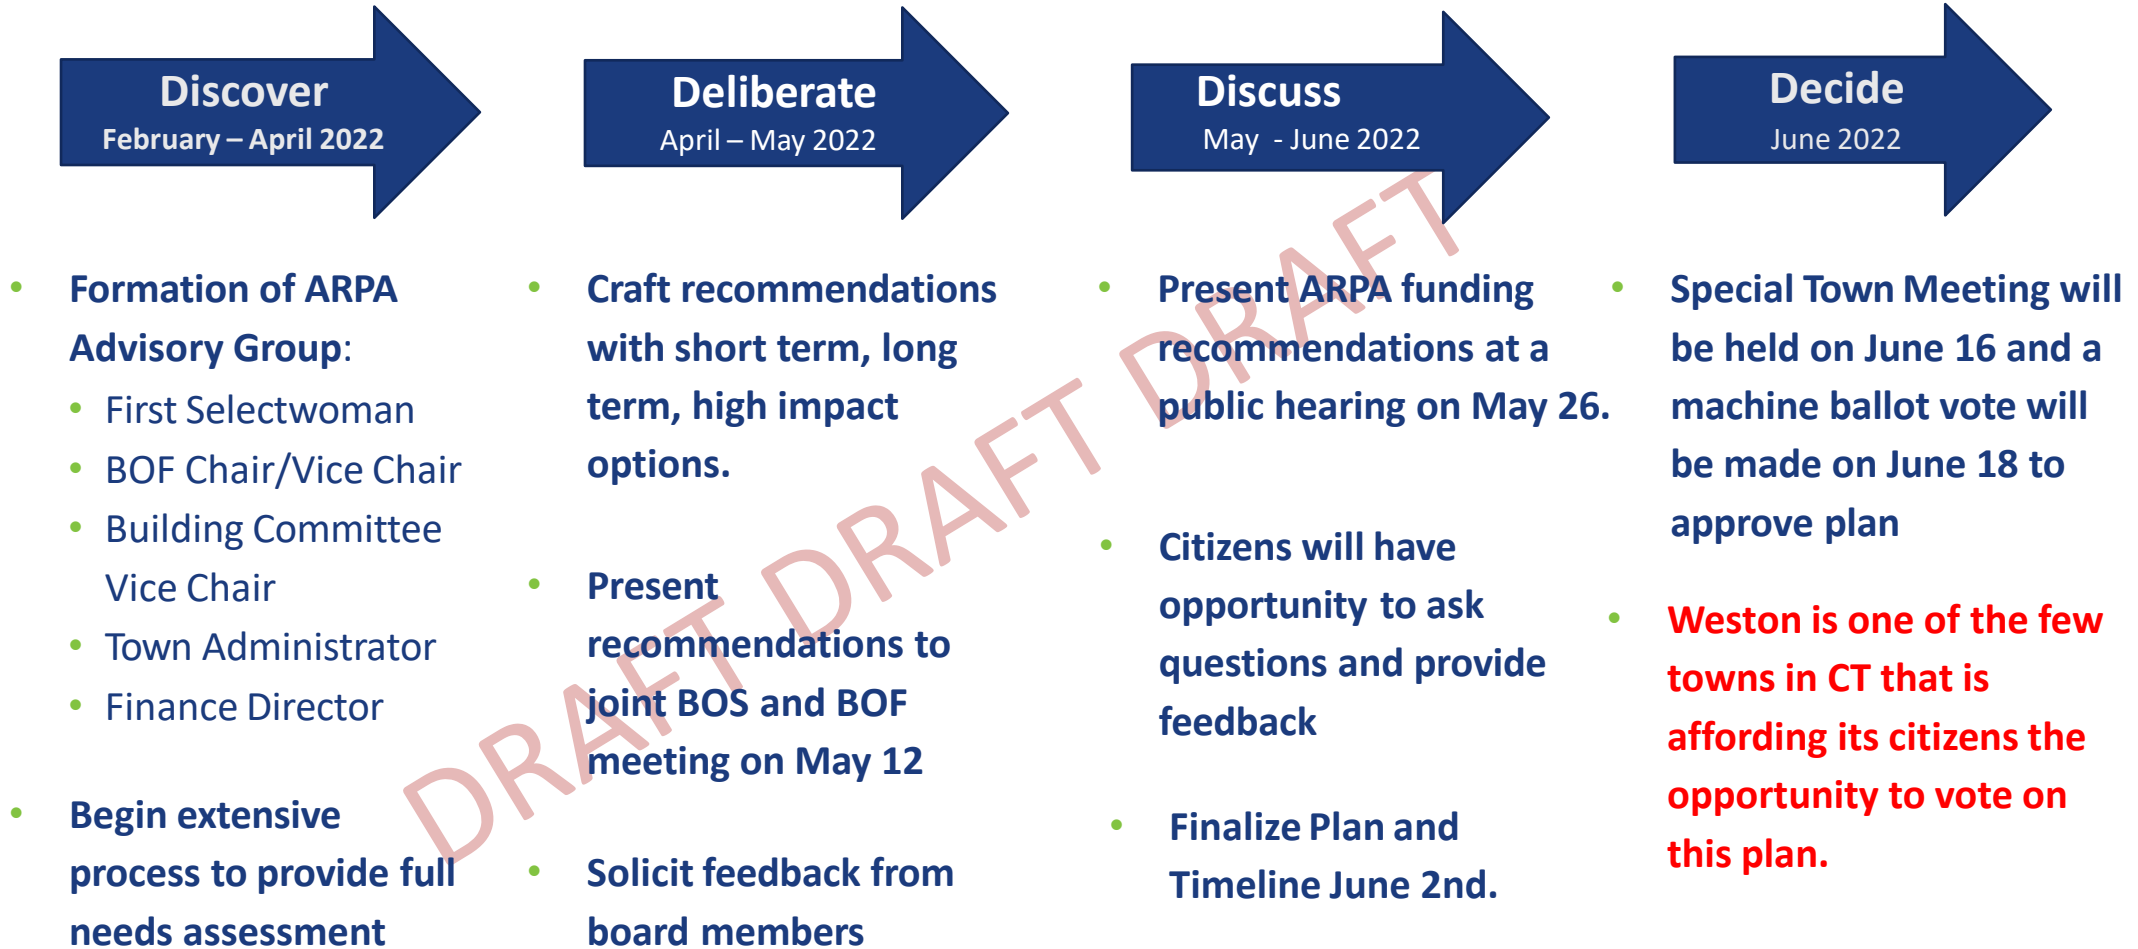 Discover
February – April 2022
• Formation of ARPA
Advisory Group:
• First Selectwoman
• BOF Chair/Vice Chair
• Building Committee
Vice Chair
• Town Administrator
• Finance Director
• Begin extensive
process to provide full
needs assessment
Deliberate
April – May 2022
• Craft recommendations
with short term, long
term, high impact
options.
• Present
recommendations to
joint BOS and BOF
meeting on May 12
• Solicit feedback from
board members
Discuss
May - June 2022
• Present ARPA funding
recommendations at a
public hearing on May 26.
• Citizens will have
opportunity to ask
questions and provide
feedback
• Finalize Plan and
Timeline June 2nd.
Decide
June 2022
• Special Town Meeting will
be held on June 16 and a
machine ballot vote will
be made on June 18 to
approve plan
• Weston is one of the few
towns in CT that is
affording its citizens the
opportunity to vote on
this plan.
DRAFT DRAFT DRAFT